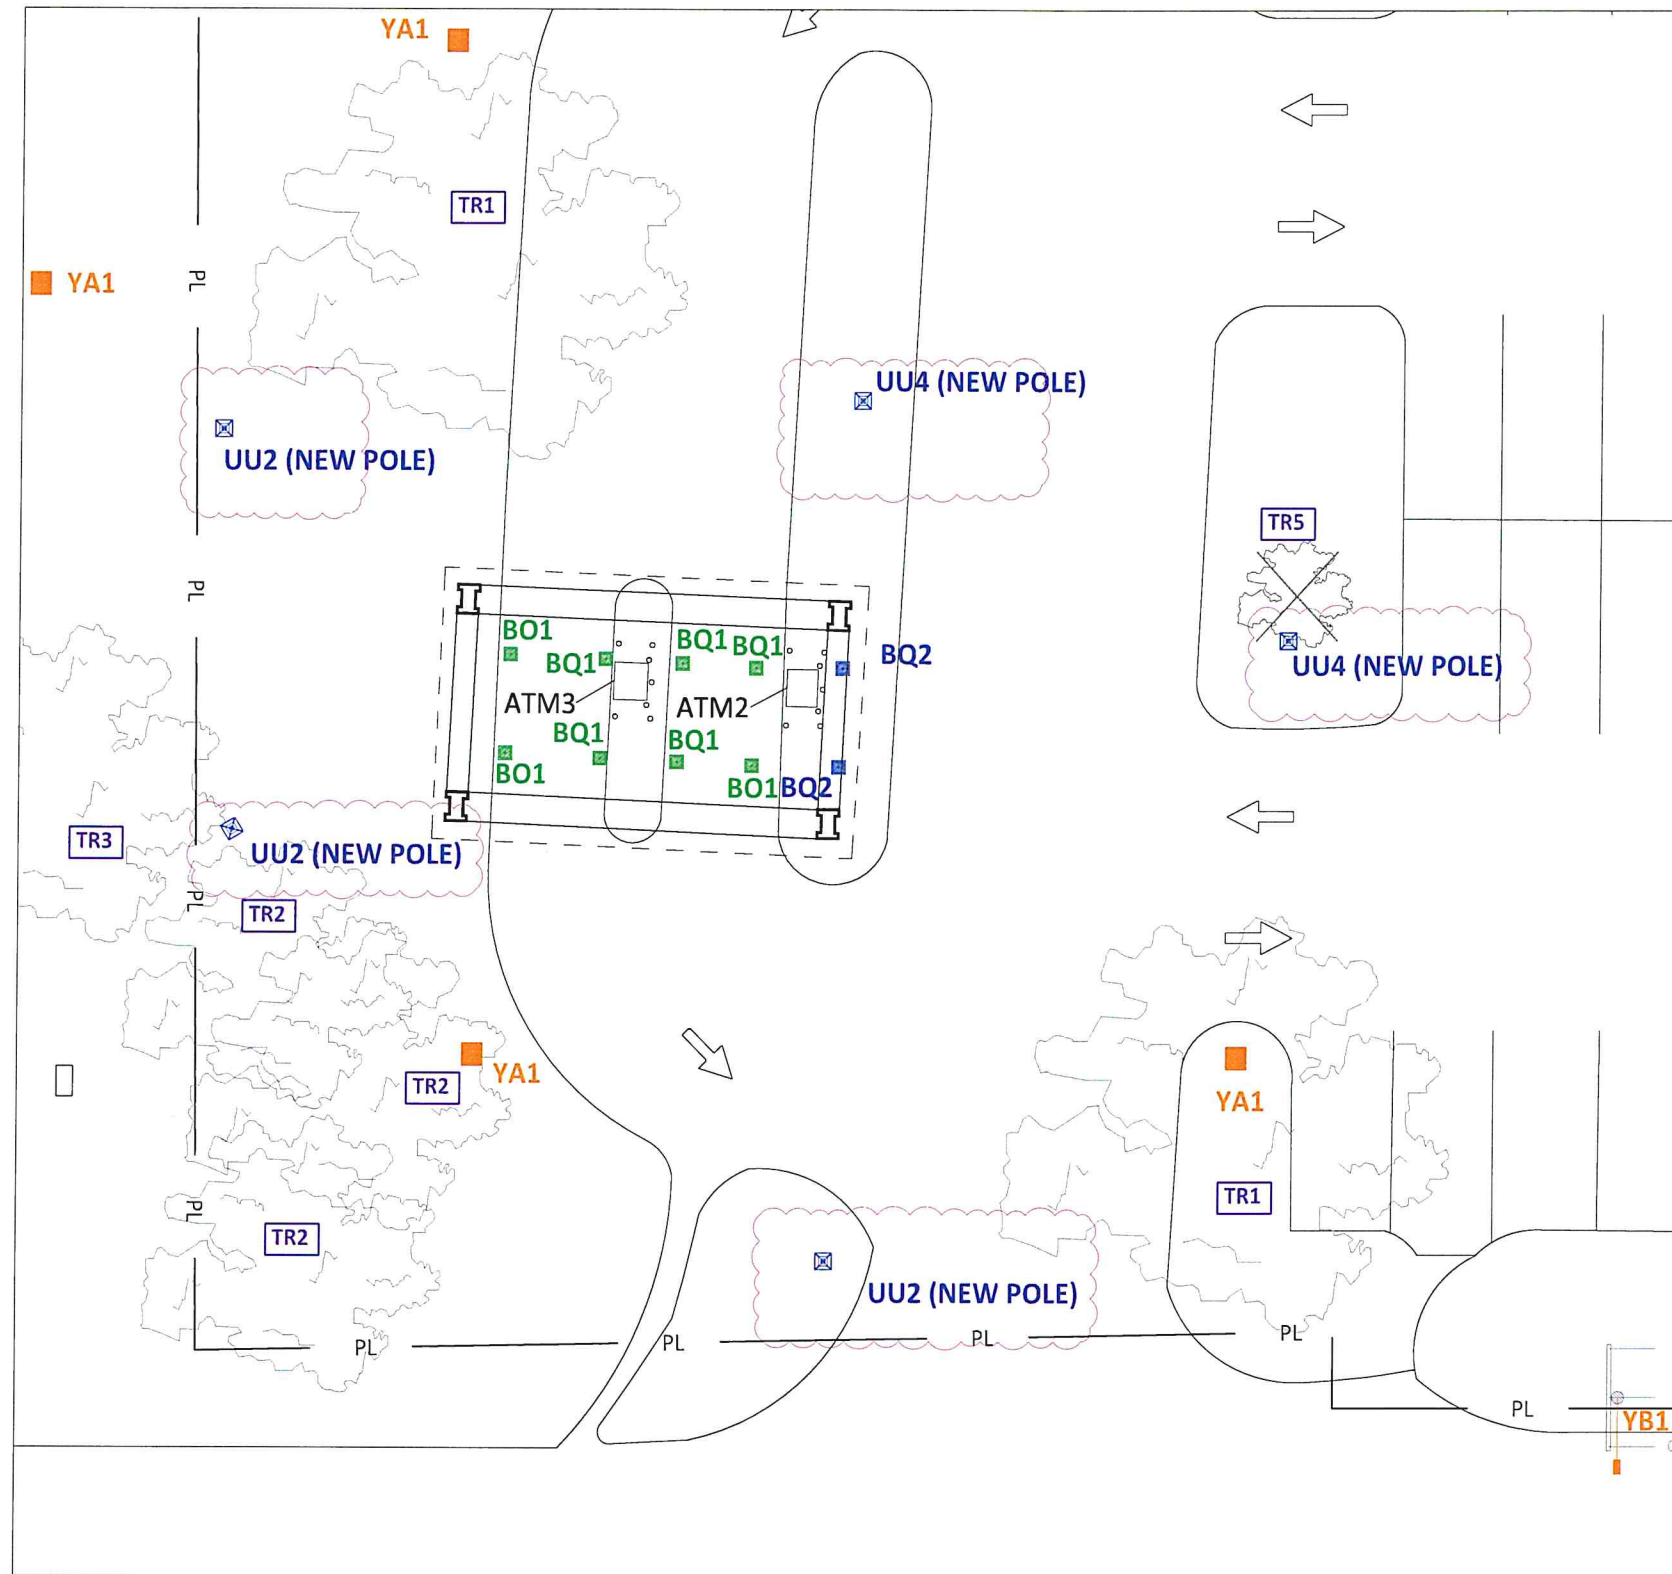 YA1
TR1
YA1
PL
UU4 (NEW POLE)
UU2 (NEW POLE)
TR5
PL
BO1
BQ1
BQ1
BQ1
BQ2
UU4 (NEW POLE)
ATM3
ATM2
BQ1
BQ1
BO1
BO1
BQ2
TR3
UU2 (NEW POLE)
PL
TR2
YA1
TR2
YA1
TR1
PL
TR2
UU2 (NEW POLE)
PL
PL
PL
PL
PL
YB1